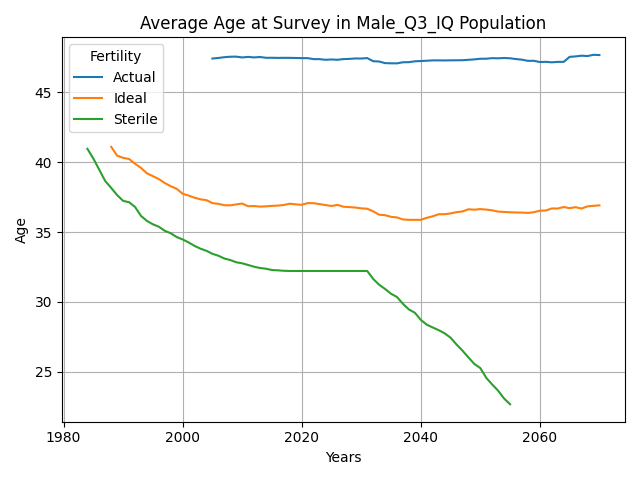 Average Age at Survey in Male_Q3_IQ Population
Fertility
Actual
Ideal
Sterile
Age
45
40
35
30
25
1980
2000
2020
2040
2060
Years